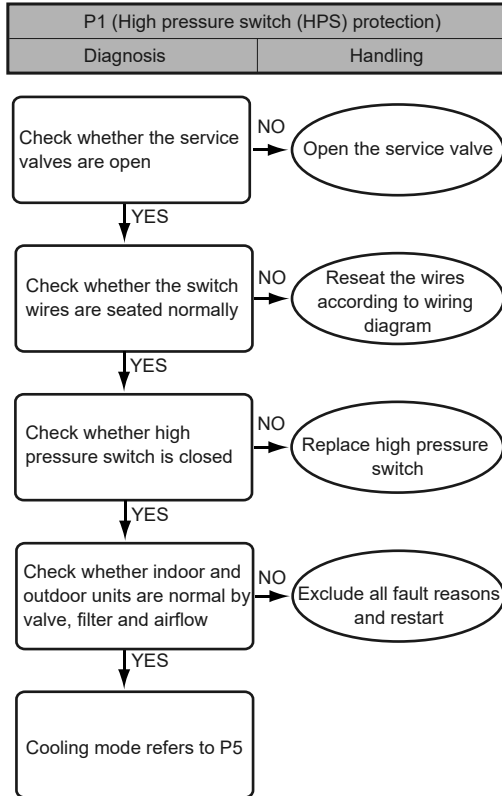 P1 (High pressure switch (HPS) protection)
Diagnosis
Handling
Check whether the service
valves are open
NO
Open the service valve
YES
Check whether the switch
wires are seated normally
NO
Reseat the wires
according to wiring
diagram
YES
Check whether high
pressure switch is closed
NO
Replace high pressure
switch
YES
Check whether indoor and
outdoor units are normal by
valve, filter and airflow
NO
Exclude all fault reasons
and restart
YES
Cooling mode refers to P5